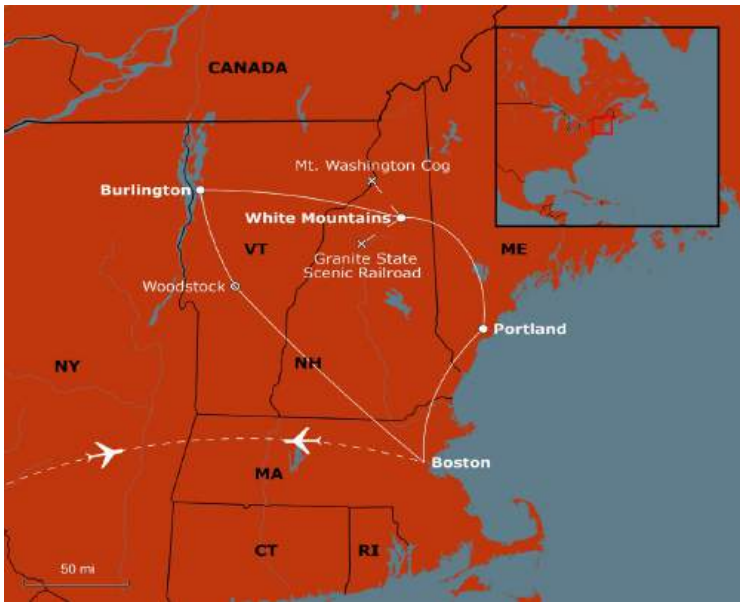 CANADA
Mt. Washington Cog
Burlington
White Mountains
VT
Granite State
Scenic Railroad
ME
Woodstock
Portland
NY
NH
Boston
MA
CT
RI
50 mi